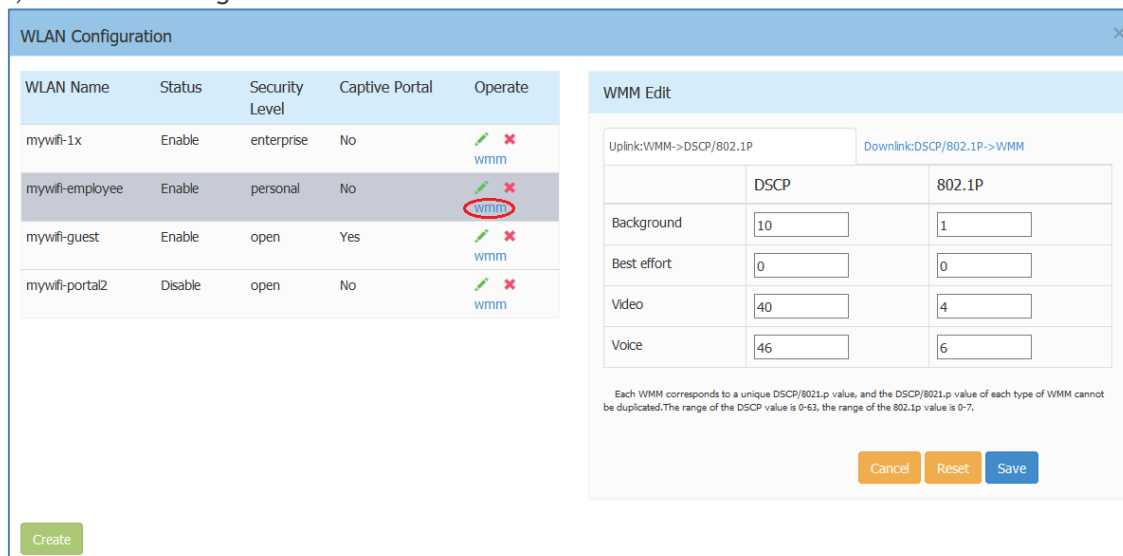 WLAN Configuration ×
WLAN Name Status Security Level Captive Portal Operate
mywifi-1x Enable enterprise No
wmm
mywifi-employee Enable personal No
wmm
mywifi-guest Enable open Yes
wmm
mywifi-portal2 Disable open No
wmm
Create
WMM Edit
Uplink:WMM->DSCP/802.1P Downlink:DSCP/802.1P->WMM
DSCP 802.1P
Background 10 1
Best effort 0 0
Video 40 4
Voice 46 6
Each WMM corresponds to a unique DSCP/8021.p value, and the DSCP/8021.p value of each type of WMM cannot
be duplicated.The range of the DSCP value is 0-63, the range of the 802.1p value is 0-7.
Cancel Reset Save